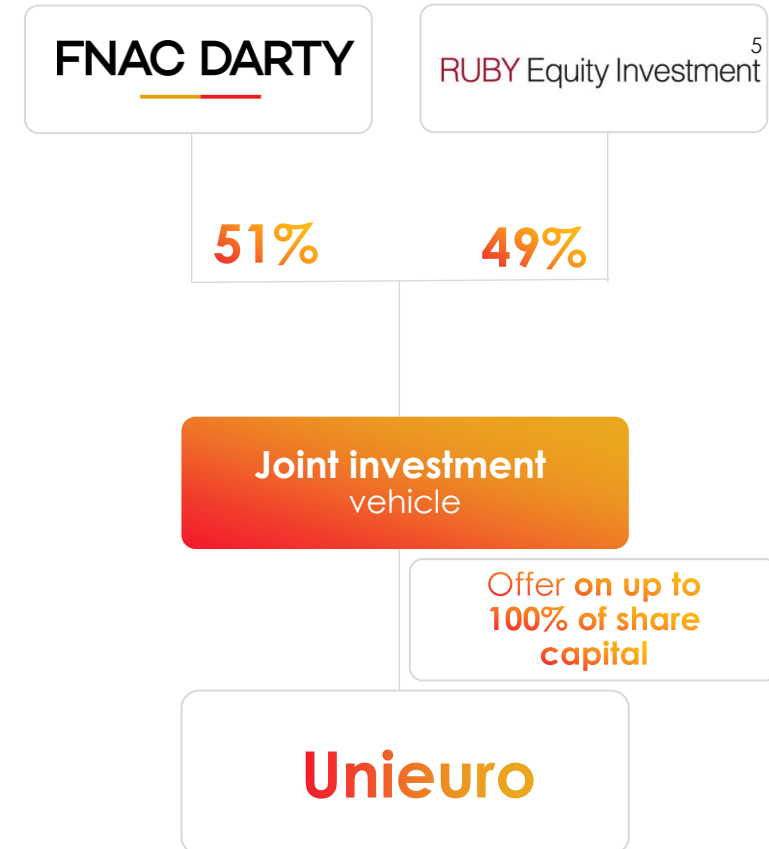 FNAC DARTY
RUBY Equity Investment 5
51%
49%
Joint investment
vehicle
Offer on up to
100% of share
capital
Unieuro